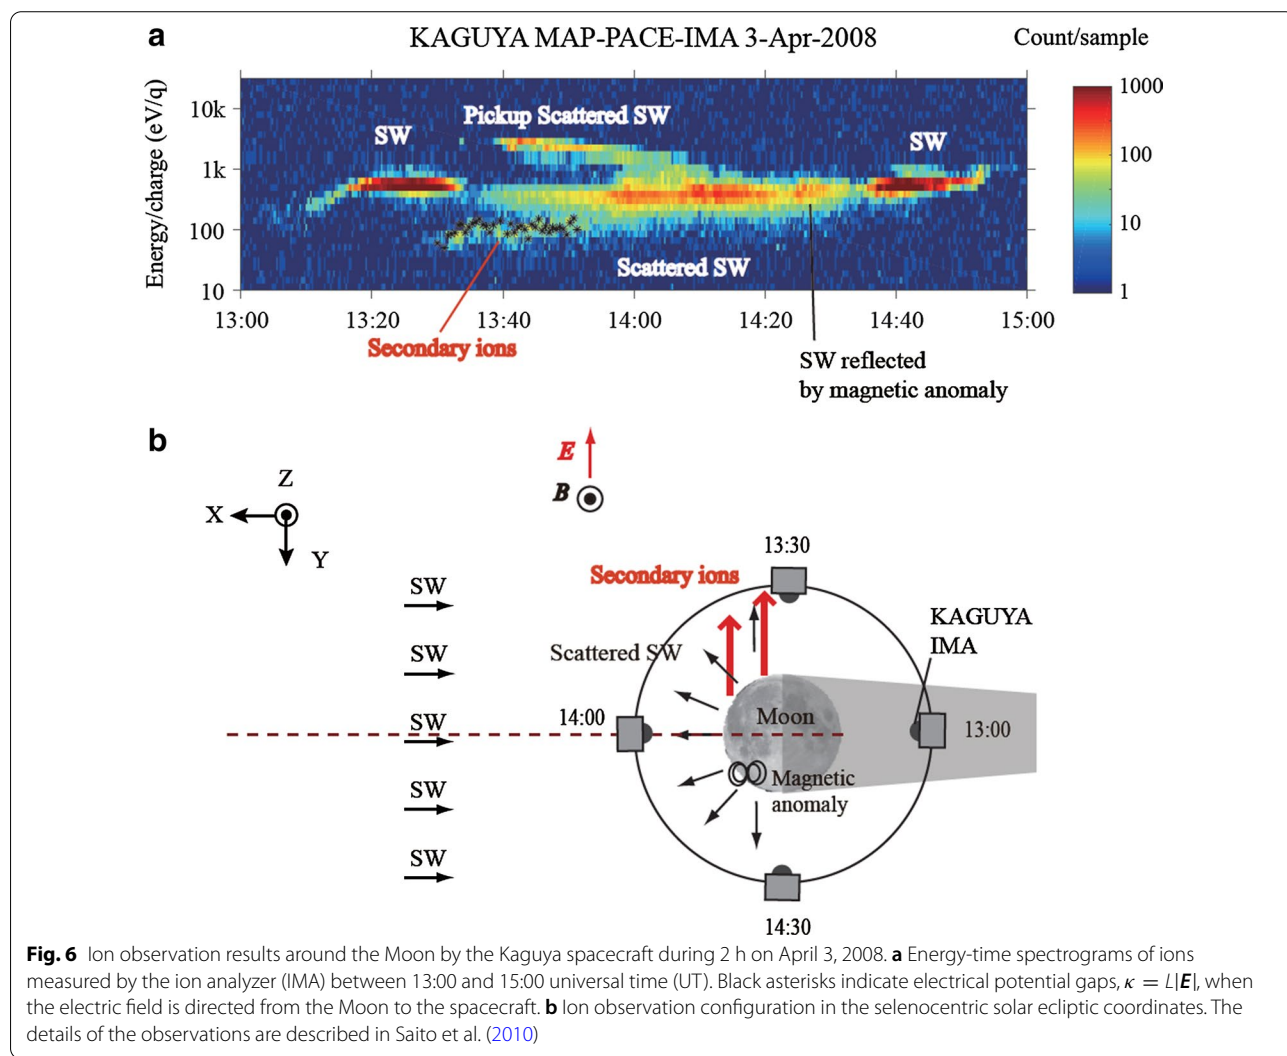 a
KAGUYA MAP-PACE-IMA 3-Apr-2008
Count/sample
Energy/charge (eV/q)
10k
1k
100
10
SW
Pickup Scattered SW
SW
Scattered SW
1000
100
10
1
13:00
13:20
13:40
14:00
14:20
14:40
15:00
Secondary ions
SW reflected
by magnetic anomaly
b
E
B
Z
X
Y
13:30
Secondary ions
SW
KAGUYA
IMA
Scattered SW
SW
14:00
SW
Moon
13:00
Magnetic
anomaly
SW
SW
14:30
Fig. 6 Ion observation results around the Moon by the Kaguya spacecraft during 2 h on April 3, 2008. a Energy-time spectrograms of ions
measured by the ion analyzer (IMA) between 13:00 and 15:00 universal time (UT). Black asterisks indicate electrical potential gaps, κ = L|E|, when
the electric field is directed from the Moon to the spacecraft. b Ion observation configuration in the selenocentric solar ecliptic coordinates. The
details of the observations are described in Saito et al. (2010)